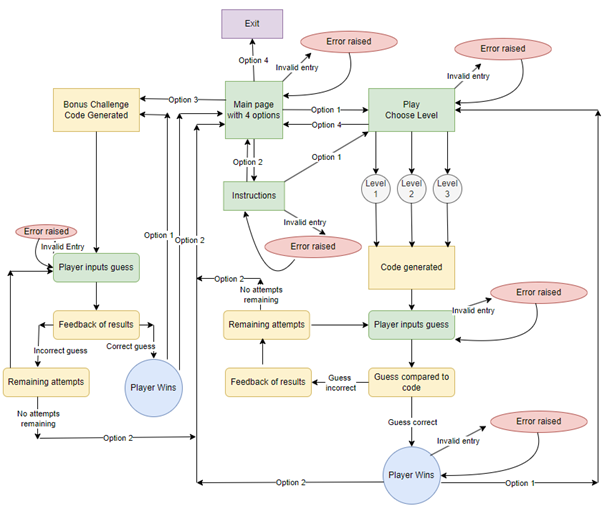 Exit
Error raised
Error raised
Option 4
Invalid entry
Invalid entry
Bonus Challenge
Code Generated
Option 3
Main page
with 4 options
Option 1
Option 4
Play
Choose Level
Option 2
Option 1
Instructions
Level
1
Level
2
Level
3
Invalid entry
Error raised
Invalid Entry
Option 1
Option 2
Error raised
Player inputs guess
Code generated
Option 2
No attempts
remaining
Error raised
Invalid entry
Feedback of results
Remaining attempts
Player inputs guess
Incorrect guess
Correct guess
Remaining attempts
Player Wins
Feedback of results
Guess
incorrect
Guess compared to
code
No attempts
remaining
Guess correct
Error raised
Option 2
Invalid entry
Player Wins
Option 2
Option 1